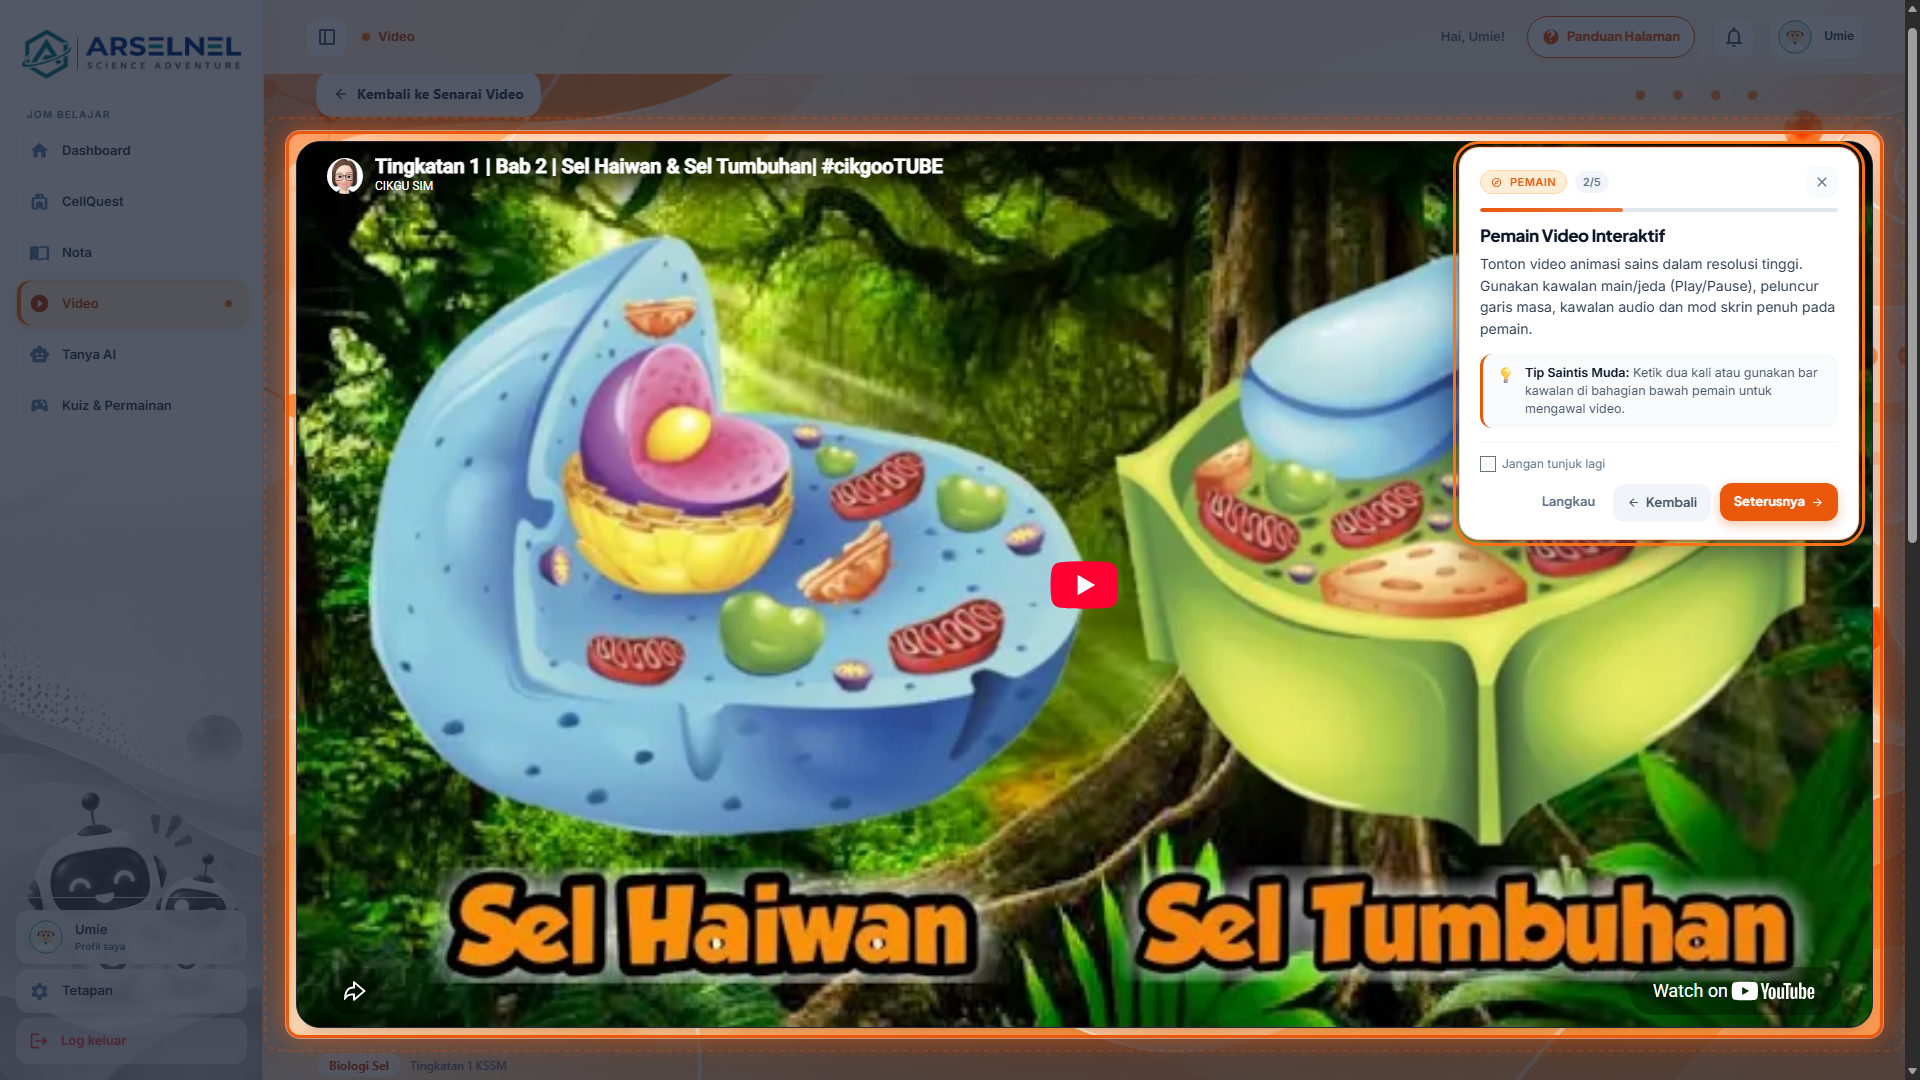 ARSELNEL
SCIENCE ADVENTURE
JOM BELAJAR
Dashboard
CellQuest
Nota
Video
Tanya AI
Kuiz & Permainan
Umie
Profil saya
Tetapan
Log keluar
Video
Hai, Umie!
Panduan Halaman
Umie
Kembali ke Senarai Video
Tingkatan 1 | Bab 2 | Sel Haiwan & Sel Tumbuhan| #cikgooTUBE
CIKGU SIM
PEMAIN
2/5
Pemain Video Interaktif
Tonton video animasi sains dalam resolusi tinggi.
Gunakan kawalan main/jeda (Play/Pause), peluncur
garis masa, kawalan audio dan mod skrin penuh pada
pemain.
Tip Saintis Muda: Ketik dua kali atau gunakan bar
kawalan di bahagian bawah pemain untuk
mengawal video.
Jangan tunjuk lagi
Langkau
Kembali
Seterusnya
Sel Haiwan
Sel Tumbuhan
Watch on YouTube
Biologi Sel
Tingkatan 1 KSSM